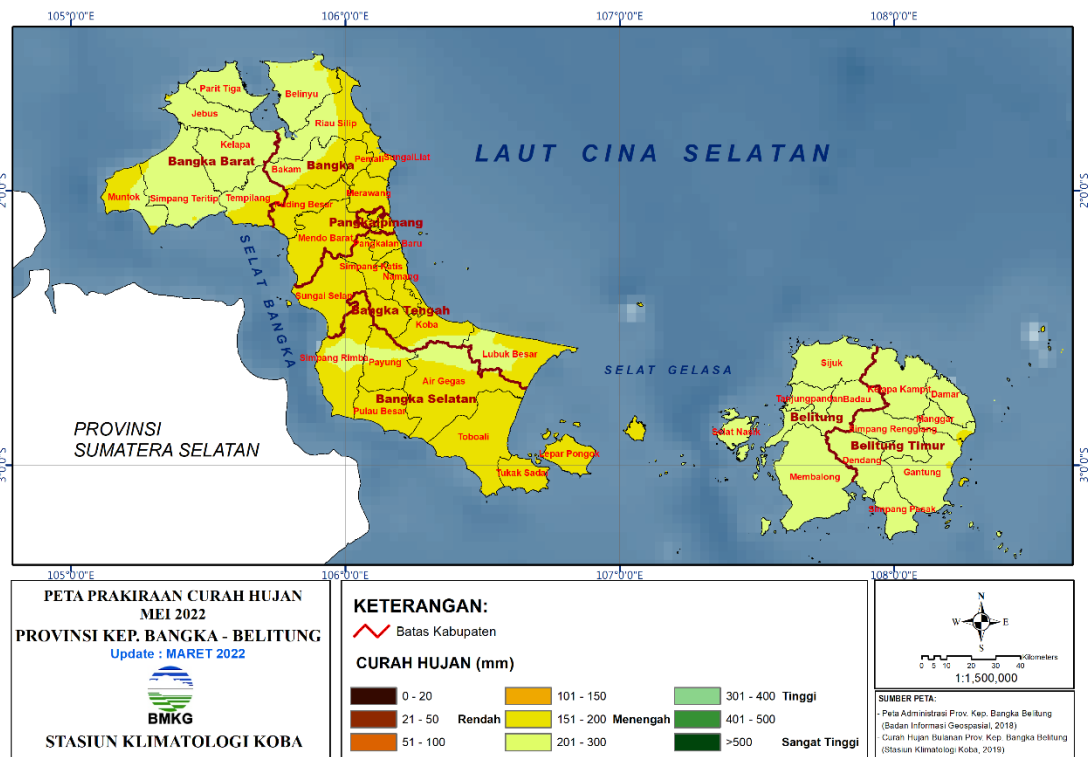 105°0'0"E 106°0'0"E 107°0'0"E 108°0'0"E
Parit Tiga
Belinyu
Jebus
Riau Silip
Kelapa
Bangka Barat
Bakam
Bangka
Pemali
SungaiLiat
LAUT CINA SELATAN
2°0'0"S
2°0'0"S
Muntok
Simpang Teritip
Tempilang
Merawang
Pangkalpinang
Mendo Barat
Pangkalan Baru
SELAT BANGKA
Simpang Katis
Namang
Sungai Selan
Bangka Tengah
Koba
Simpang Rimba
Payung
Lubuk Besar
Air Gegas
Bangka Selatan
Pulau Besar
Toboali
Lepar Pongok
Tukak Sadai
SELAT GELASA
Sijuk
Kelapa Kampit
Damar
Tanjungpandan
Badau
Manggar
Belitung
Simpang Renggiang
Selat Nasik
Belitung Timur
Dendang
Gantung
Membalong
Simpang Pesak
PROVINSI
SUMATERA SELATAN
3°0'0"S
3°0'0"S
105°0'0"E 106°0'0"E 107°0'0"E 108°0'0"E
PETA PRAKIRAAN CURAH HUJAN
MEI 2022
PROVINSI KEP. BANGKA - BELITUNG
Update : MARET 2022
BMKG
STASIUN KLIMATOLOGI KOBA
KETERANGAN:
Batas Kabupaten
CURAH HUJAN (mm)
0 - 20
21 - 50 Rendah
51 - 100
101 - 150
151 - 200 Menengah
201 - 300
301 - 400 Tinggi
401 - 500
>500 Sangat Tinggi
N
W E
S
0 5 10 20 30 40 Kilometers
1:1,500,000
SUMBER PETA:
- Peta Administrasi Prov. Kep. Bangka Belitung
(Badan Informasi Geospasial, 2018)
- Curah Hujan Bulanan Prov. Kep. Bangka Belitung
(Stasiun Klimatologi Koba, 2019)